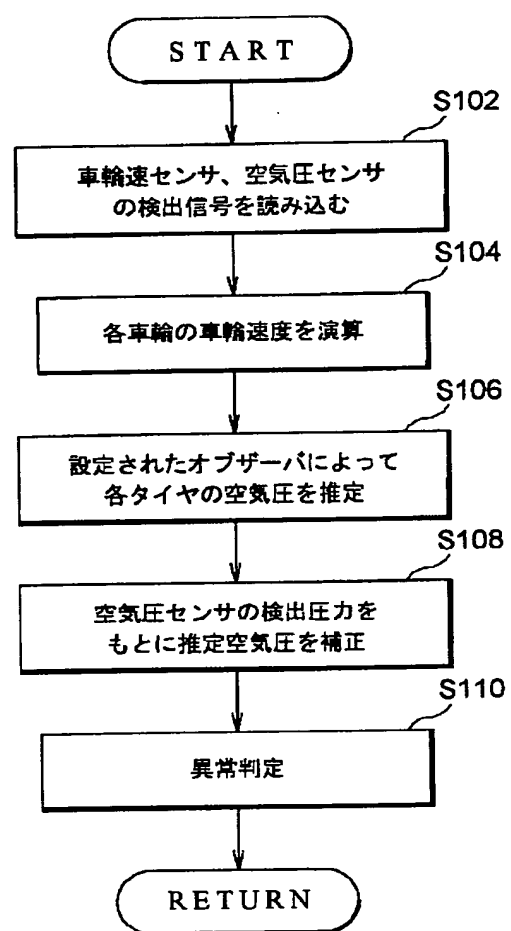 START
S102
車輪速センサ、空気圧センサ
の検出信号を読み込む
S104
各車輪の車輪速度を演算
S106
設定されたオブザーバによって
各タイヤの空気圧を推定
S108
空気圧センサの検出圧力を
もとに推定空気圧を補正
S110
異常判定
RETURN